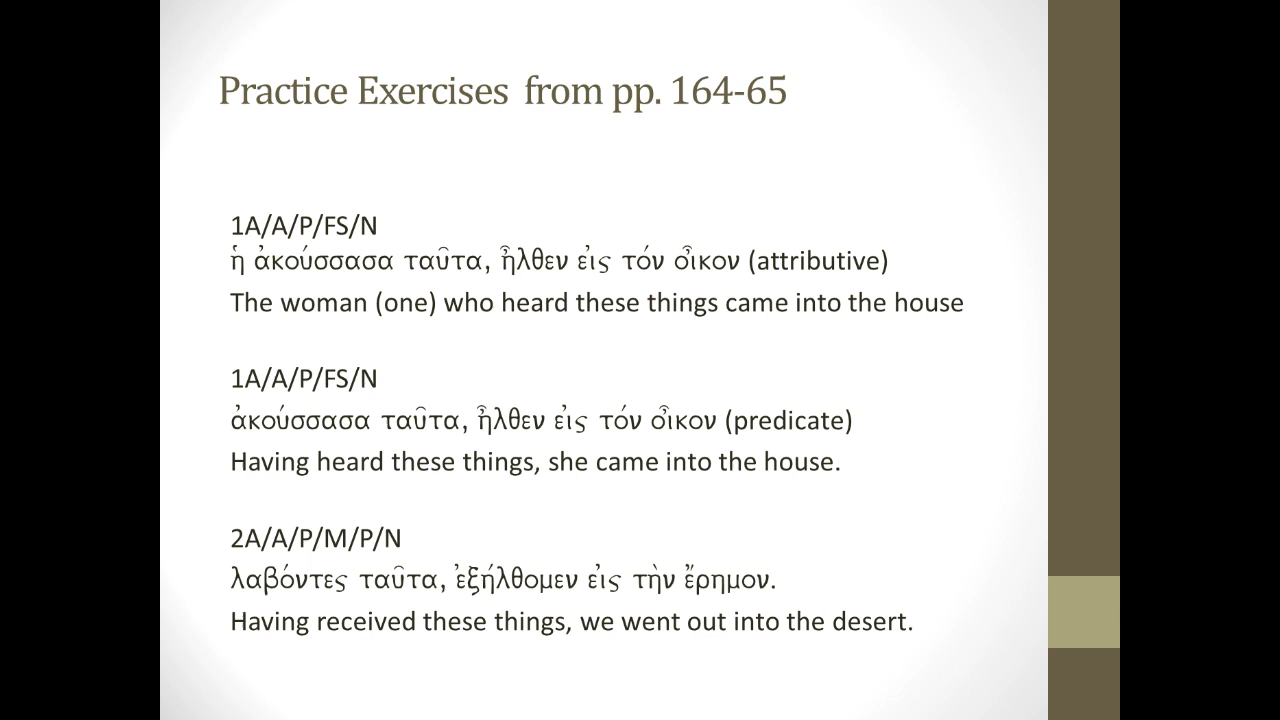 Practice Exercises from pp. 164-65
1A/A/P/FS/N
ἡ ἀκούσσασα ταῦτα, ἦλθεν εἰς τόν οἶκον (attributive)
The woman (one) who heard these things came into the house
1A/A/P/FS/N
ἀκούσσασα ταῦτα, ἦλθεν εἰς τόν οἶκον (predicate)
Having heard these things, she came into the house.
2A/A/P/M/P/N
λαβόντες ταῦτα, ἐξήλθομεν εἰς τὴν ἔρημον.
Having received these things, we went out into the desert.